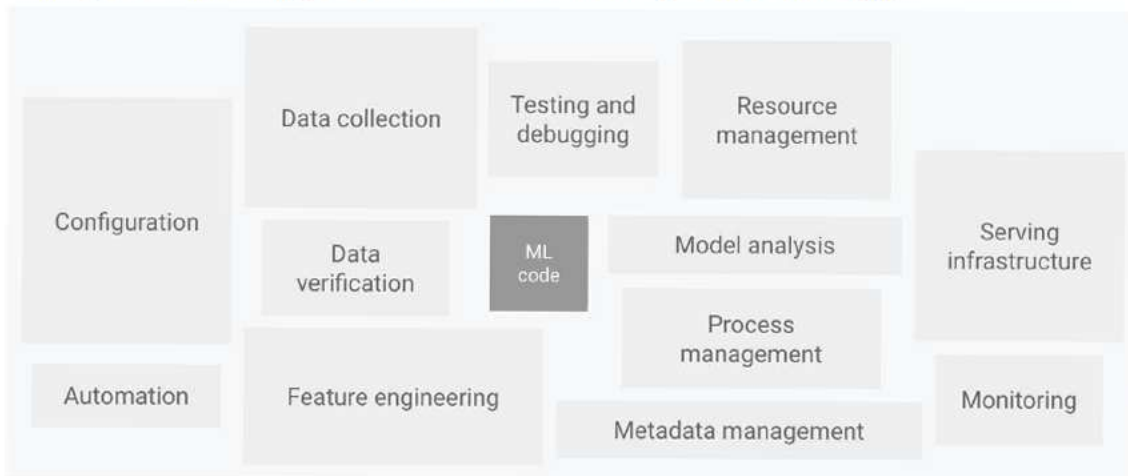 Data collection
Testing and
debugging
Resource
management
Configuration
Data
verification
ML
code
Model analysis
Serving
infrastructure
Process
management
Automation
Feature engineering
Metadata management
Monitoring